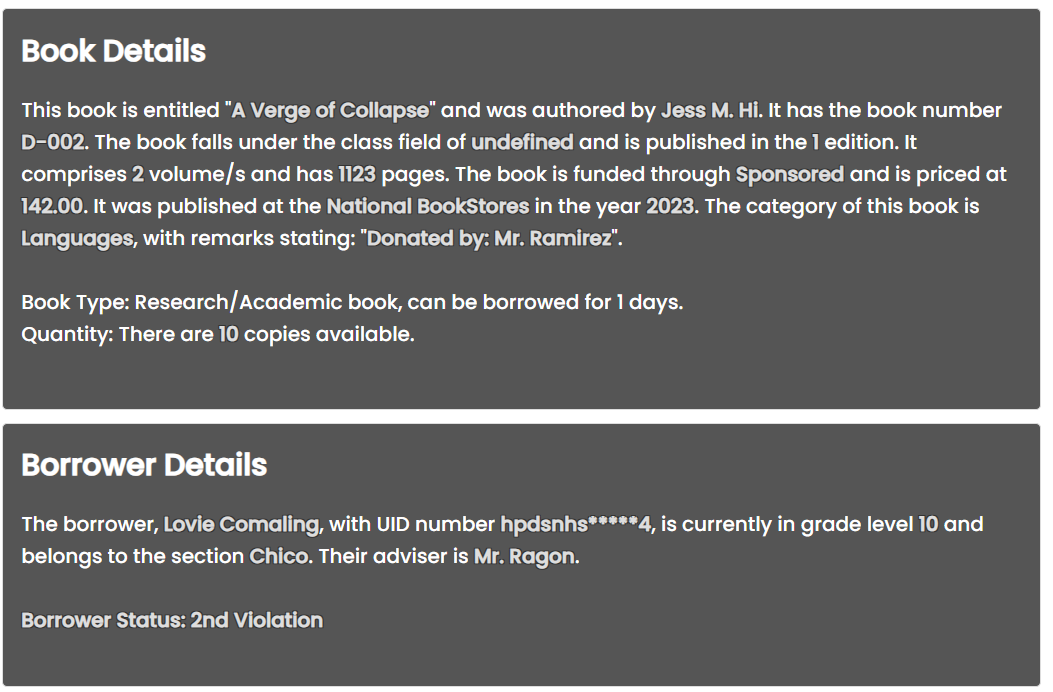 Book Details
This book is entitled "A Verge of Collapse" and was authored by Jess M. Hi. It has the book number
D-002. The book falls under the class field of undefined and is published in the 1 edition. It
comprises 2 volume/s and has 1123 pages. The book is funded through Sponsored and is priced at
142.00. It was published at the National BookStores in the year 2023. The category of this book is
Languages, with remarks stating: "Donated by: Mr. Ramirez".
Book Type: Research/Academic book, can be borrowed for 1 days.
Quantity: There are 10 copies available.
Borrower Details
The borrower, Lovie Comaling, with UID number hpdsnhs*****4, is currently in grade level 10 and
belongs to the section Chico. Their adviser is Mr. Ragon.
Borrower Status: 2nd Violation